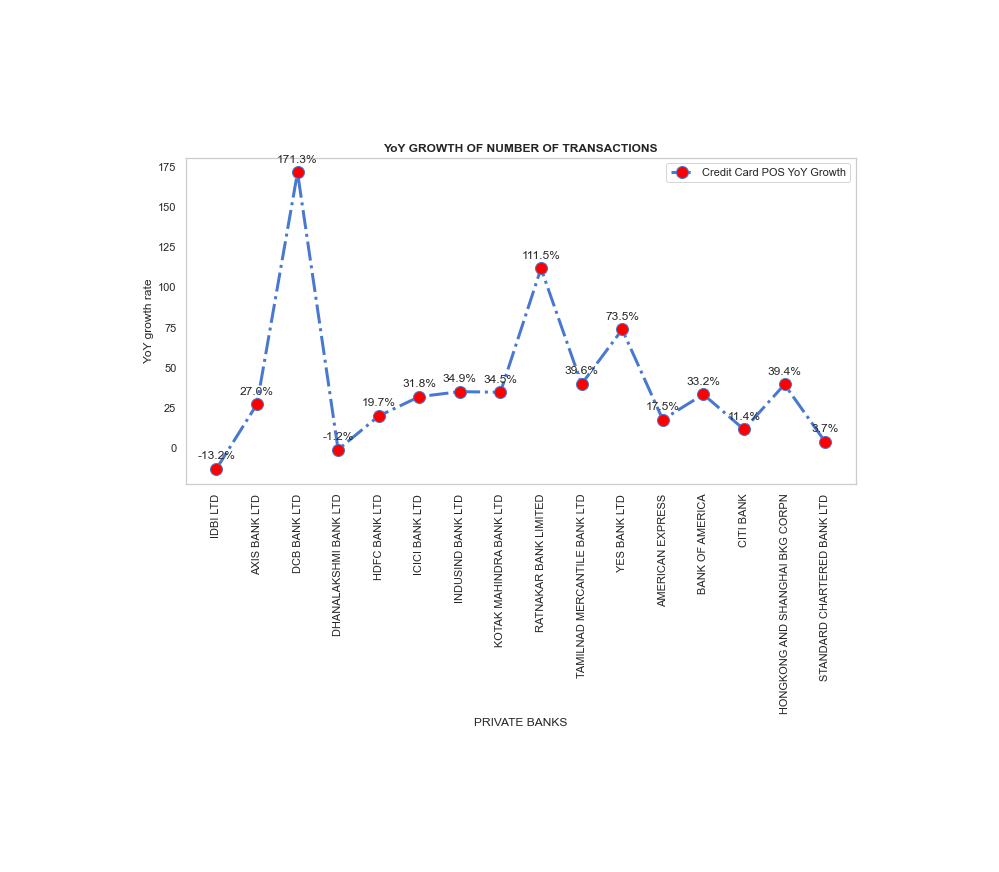 YoY GROWTH OF NUMBER OF TRANSACTIONS
Credit Card POS YoY Growth
YoY growth rate
175
150
125
100
75
50
25
0
-13.2%
27.0%
171.3%
-1.2%
19.7%
31.8%
34.9%
34.5%
111.5%
39.6%
73.5%
17.5%
33.2%
11.4%
39.4%
3.7%
IDBI LTD
AXIS BANK LTD
DCB BANK LTD
DHANALAKSHMI BANK LTD
HDFC BANK LTD
ICICI BANK LTD
INDUSIND BANK LTD
KOTAK MAHINDRA BANK LTD
RATNAKAR BANK LIMITED
TAMILNAD MERCANTILE BANK LTD
YES BANK LTD
AMERICAN EXPRESS
BANK OF AMERICA
CITI BANK
HONGKONG AND SHANGHAI BKG CORPN
STANDARD CHARTERED BANK LTD
PRIVATE BANKS